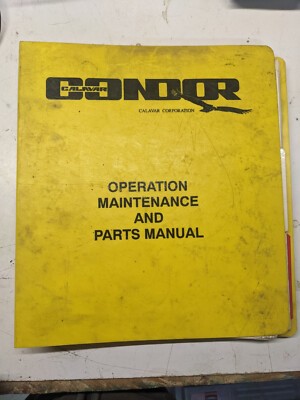 CONDOR
CALAVAR
CALAVAR CORPORATION
OPERATION
MAINTENANCE
AND
PARTS MANUAL